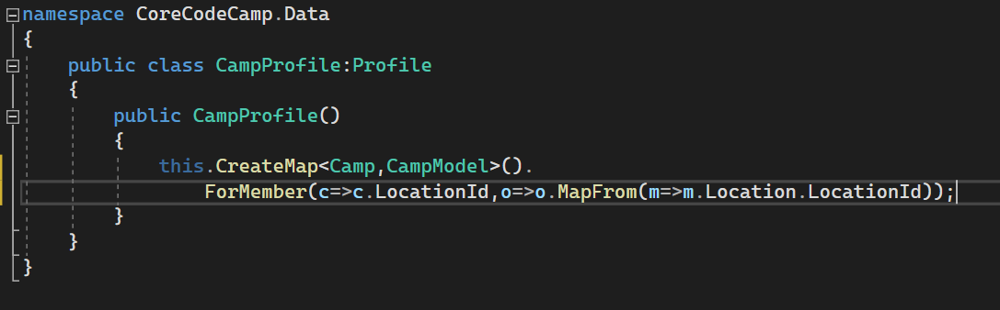 namespace CoreCodeCamp.Data
{
    public class CampProfile:Profile
    {
        public CampProfile()
        {
            this.CreateMap<Camp,CampModel>().
                ForMember(c=>c.LocationId,o=>o.MapFrom(m=>m.Location.LocationId));
        }
    }
}